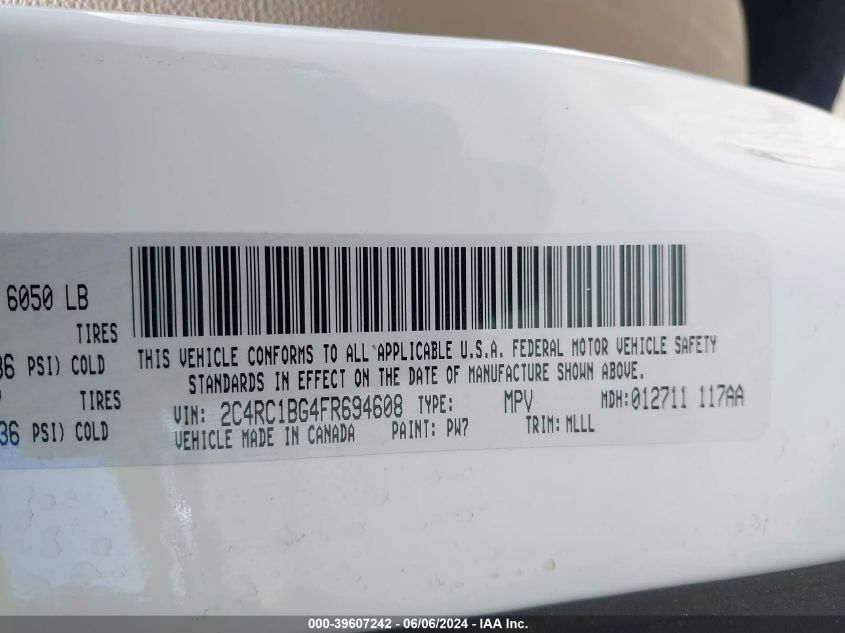 6050 LB
TIRES
36 PSI) COLD
TIRES
36 PSI) COLD
THIS VEHICLE CONFORMS TO ALL APPLICABLE U.S.A. FEDERAL MOTOR VEHICLE SAFETY
STANDARDS IN EFFECT ON THE DATE OF MANUFACTURE SHOWN ABOVE.
VIN: 2C4RC1BG4FR694608 TYPE: MPV MDH:012711 117AA
VEHICLE MADE IN CANADA PAINT: PW7 TRIM: MLLL
000-39607242 - 06/06/2024 - IAA Inc.